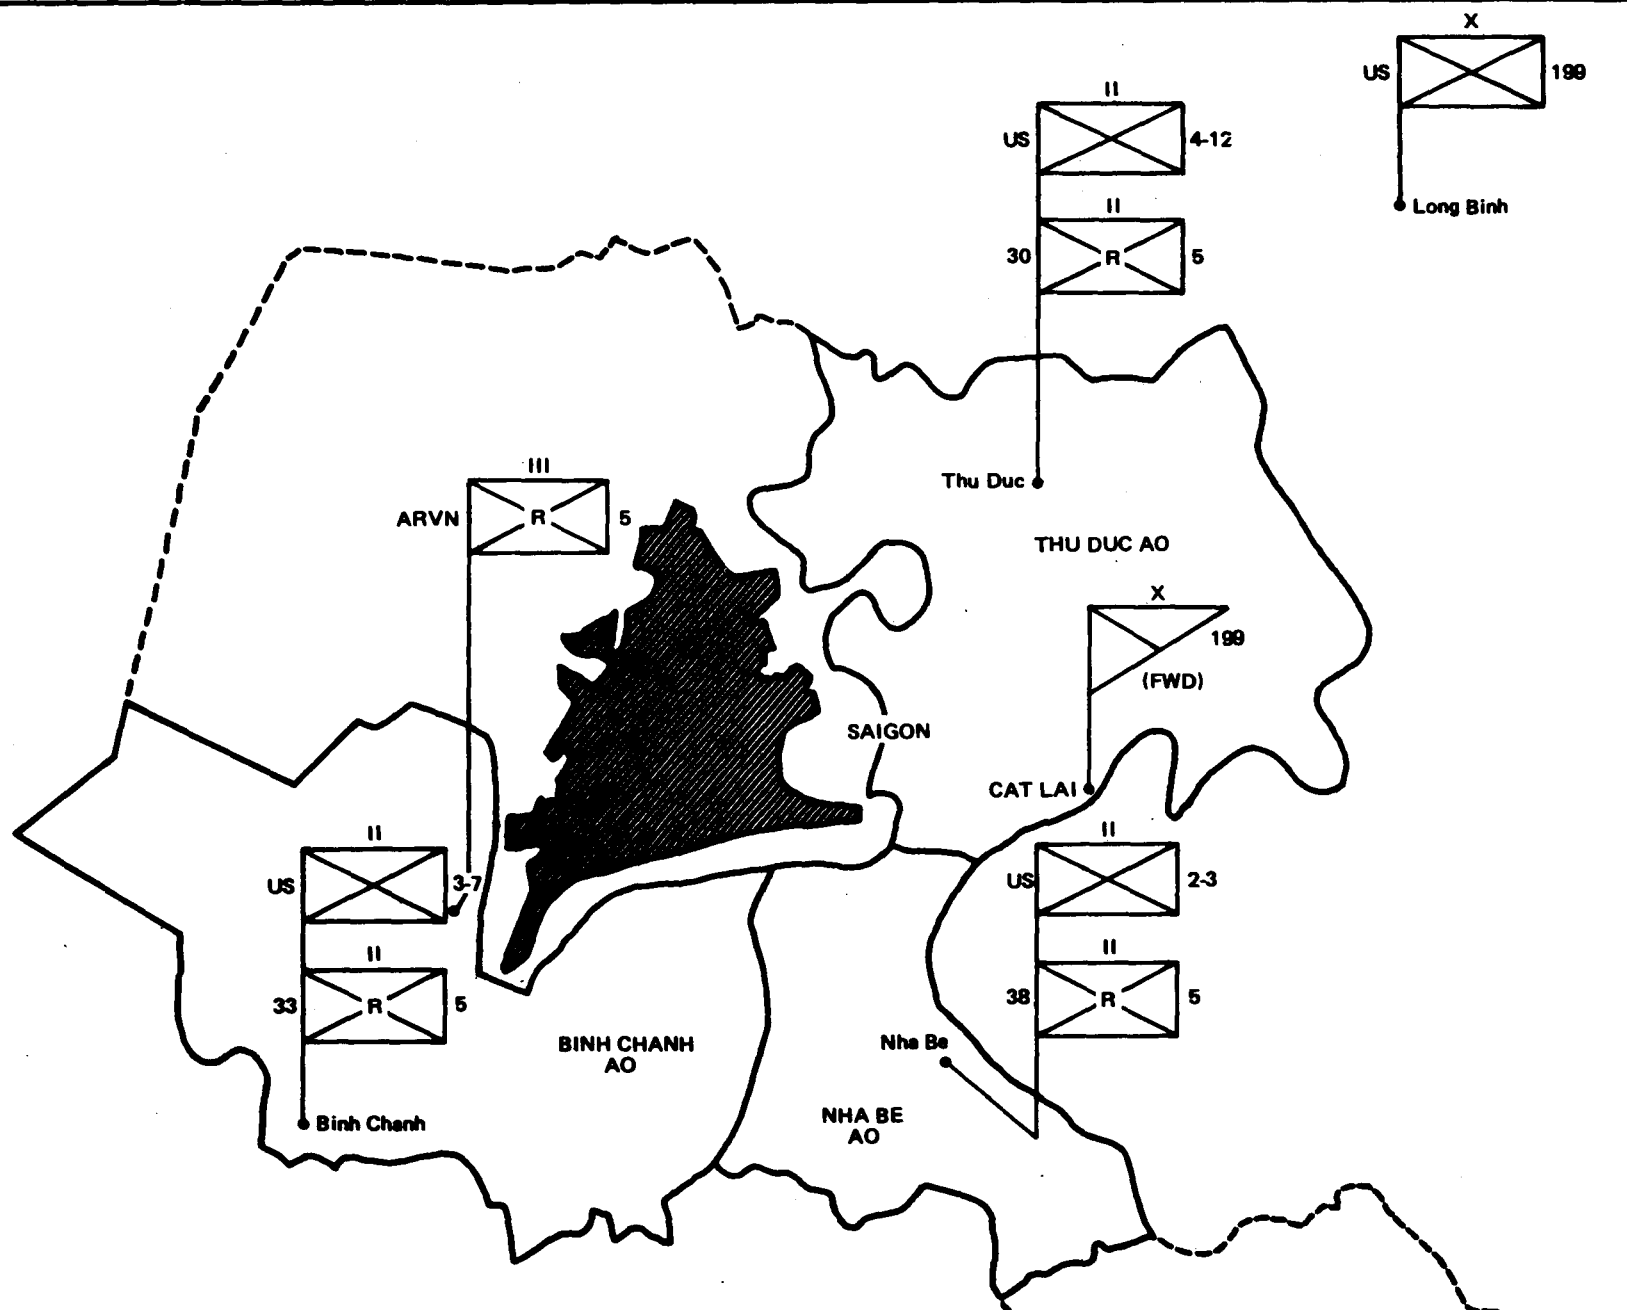 X
US 199
Long Binh
II
US 4-12
II
30 R 5
Thu Duc
THU DUC AO
III
ARVN R 5
X
199
(FWD)
SAIGON
CAT LAI
II
US 3-7
II
33 R 5
Binh Chanh
II
US 2-3
II
38 R 5
BINH CHANH
AO
Nha Be
NHA BE
AO